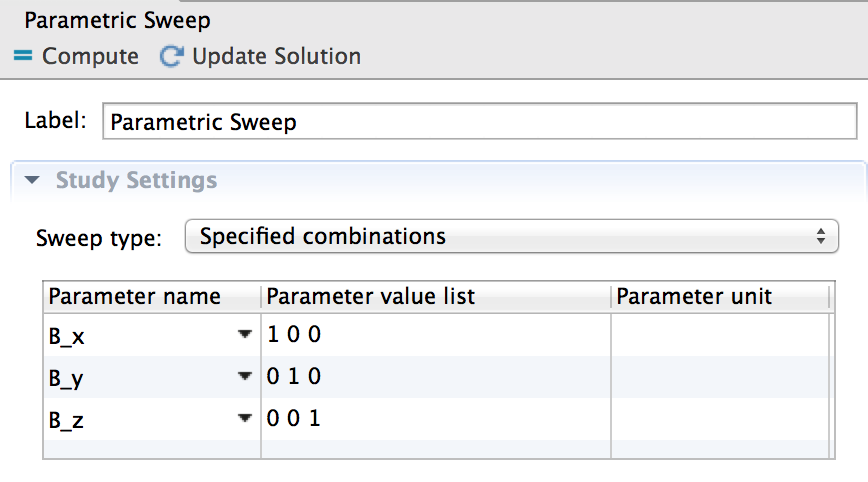 Parametric Sweep
Compute Update Solution
Label: Parametric Sweep
Study Settings
Sweep type: Specified combinations
Parameter name Parameter value list Parameter unit
B_x 1 0 0
B_y 0 1 0
B_z 0 0 1